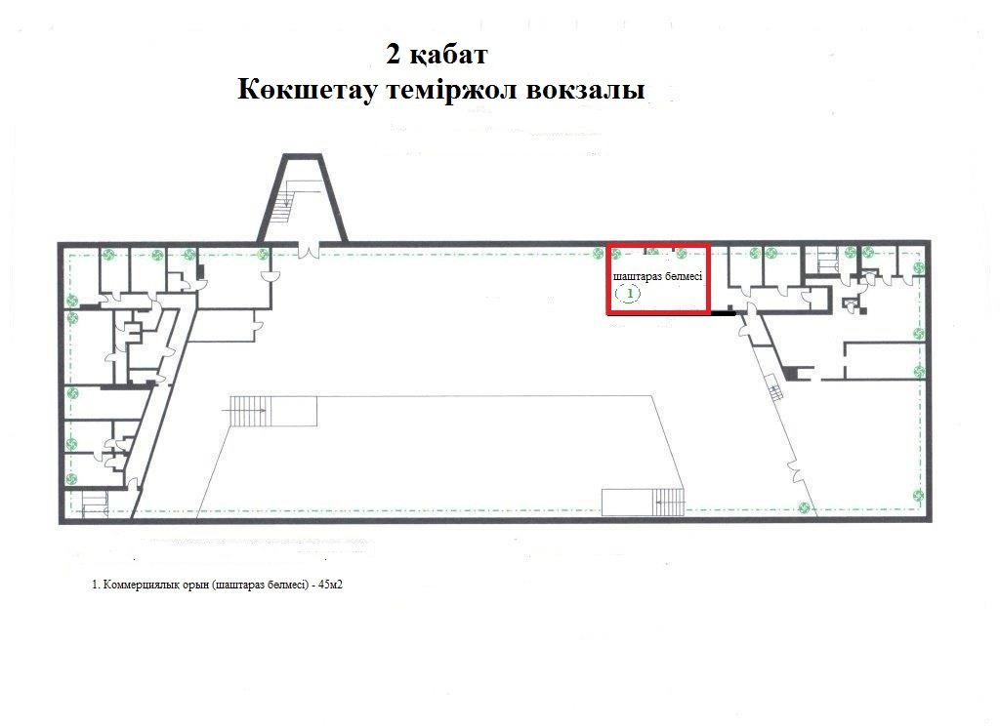 2 қабат
Көкшетау теміржол вокзалы
шаштараз бөлмесі
1
1. Коммерциялық орын (шаштараз бөлмесі) - 45м2